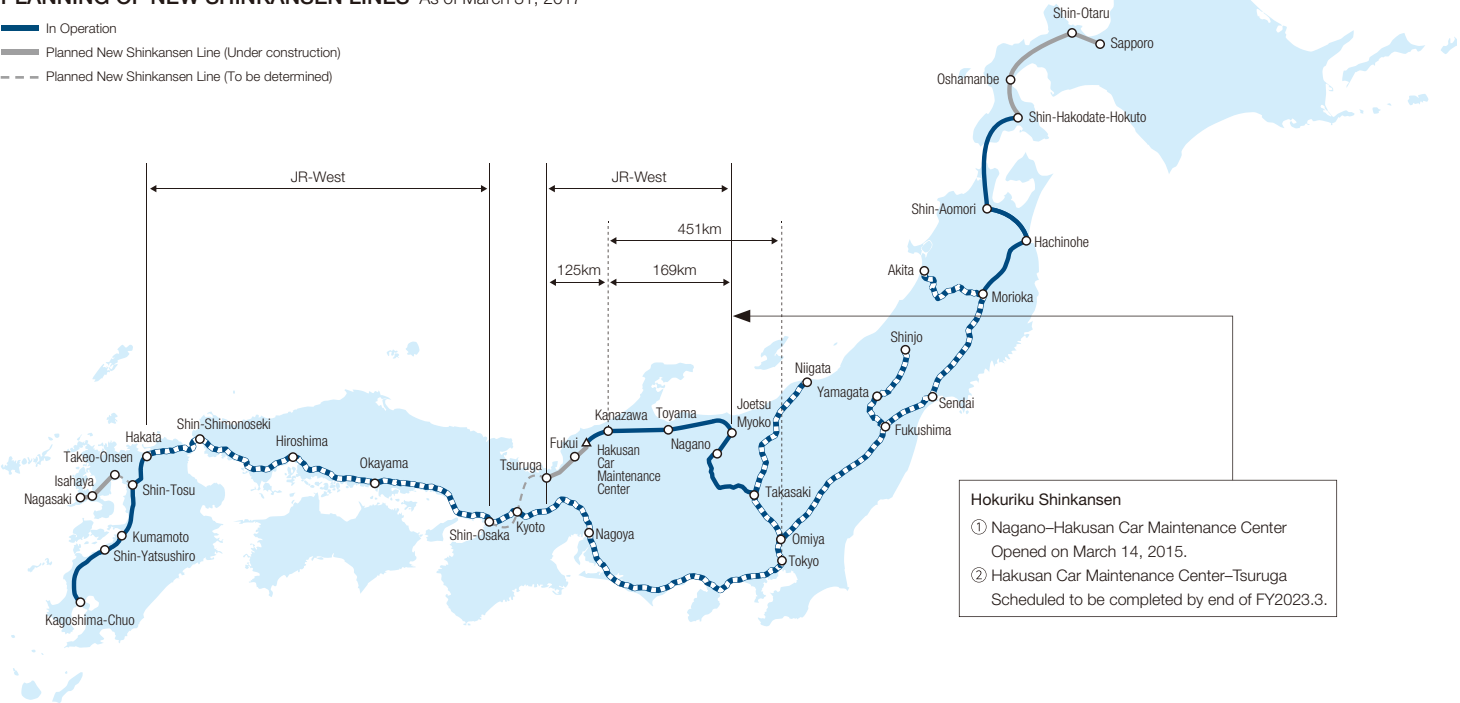 PLANNING OF NEW SHINKANSEN LINES As of March 31, 2017
In Operation
Planned New Shinkansen Line (Under construction)
Planned New Shinkansen Line (To be determined)
Shin-Otaru
Sapporo
Oshamanbe
Shin-Hakodate-Hokuto
JR-West
JR-West
Shin-Aomori
451km
Hachinohe
125km
169km
Akita
Morioka
Shinjo
Niigata
Yamagata
Sendai
Joetsu
Myoko
Kanazawa
Toyama
Nagano
Fukushima
Shin-Shimonoseki
Hakata
Hiroshima
Fukui
Hakusan
Car
Maintenance
Center
Takeo-Onsen
Okayama
Tsuruga
Isahaya
Nagasaki
Shin-Tosu
Takasaki
Kyoto
Shin-Osaka
Nagoya
Kumamoto
Shin-Yatsushiro
Omiya
Tokyo
Kagoshima-Chuo
Hokuriku Shinkansen
① Nagano–Hakusan Car Maintenance Center
Opened on March 14, 2015.
② Hakusan Car Maintenance Center–Tsuruga
Scheduled to be completed by end of FY2023.3.